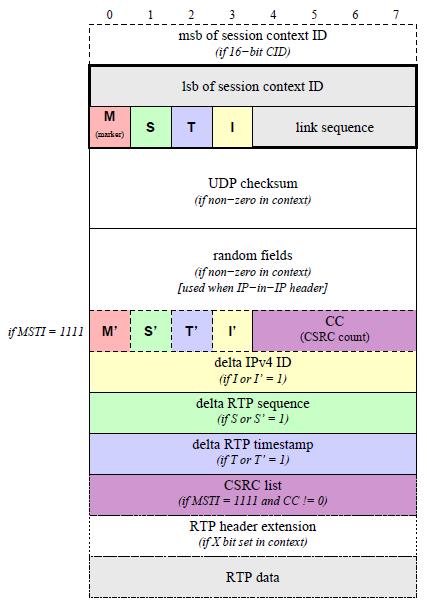 0 1 2 3 4 5 6 7
msb of session context ID
(if 16−bit CID)
lsb of session context ID
M S T I link sequence
(marker)
UDP checksum
(if non−zero in context)
random fields
(if non−zero in context)
[used when IP−in−IP header]
if MSTI = 1111 M’ S’ T’ I’ CC
(CSRC count)
delta IPv4 ID
(if I or I’ = 1)
delta RTP sequence
(if S or S’ = 1)
delta RTP timestamp
(if T or T’ = 1)
CSRC list
(if MSTI = 1111 and CC != 0)
RTP header extension
(if X bit set in context)
RTP data